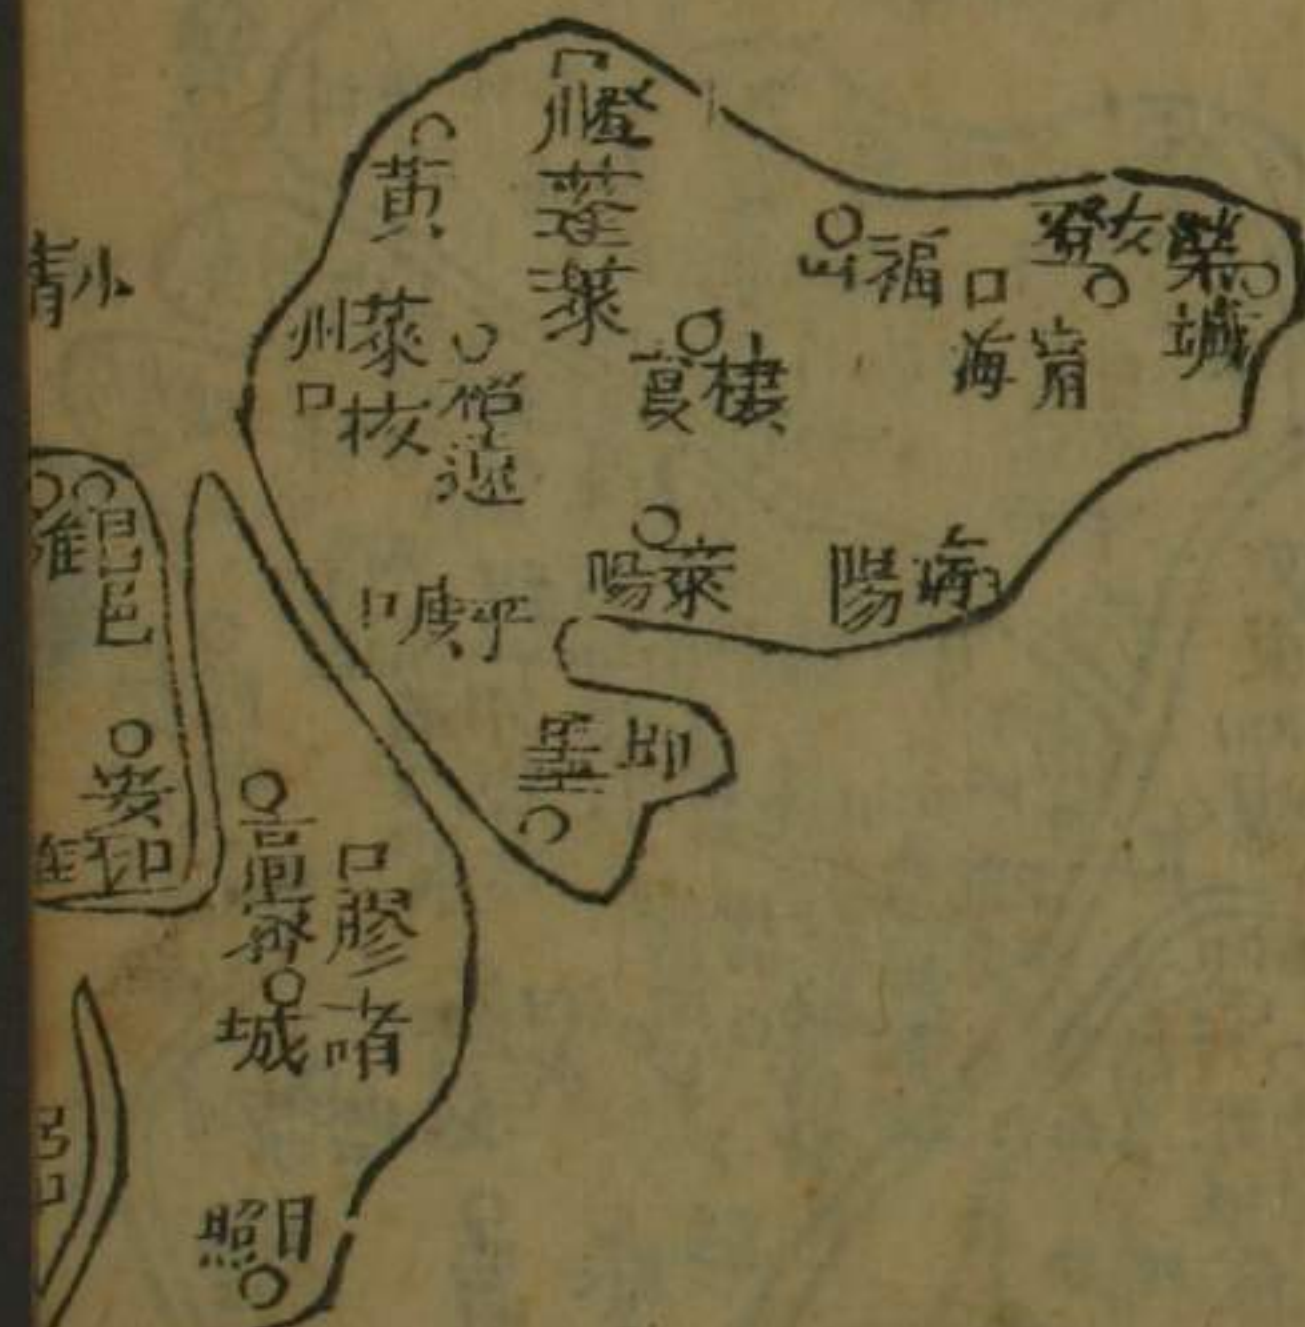 榮城
文登
寧海
福山
棲霞
登州
蓬萊
黃
萊州
掖
招遠
海陽
萊陽
平度
即墨
膠
高密
諸城
日照
昌邑
濰
安
小清